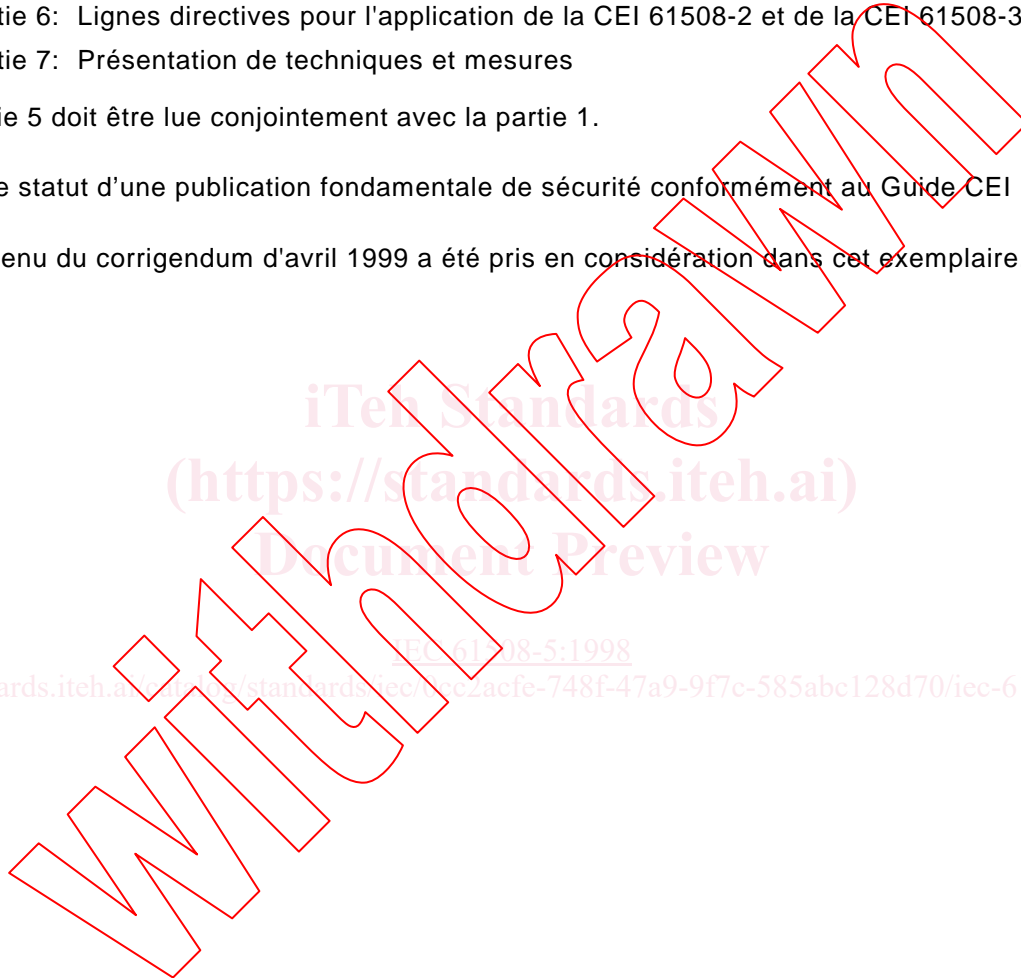 tie 6: Lignes directives pour l'application de la CEI 61508-2 et de la CEI 61508-3
tie 7: Présentation de techniques et mesures
ie 5 doit être lue conjointement avec la partie 1.
e statut d’une publication fondamentale de sécurité conformément au Guide CEI
enu du corrigendum d'avril 1999 a été pris en considération dans cet exemplaire
iTeh Standards
(https://standards.iteh.ai)
Document Preview
IEC 61508-5:1998
ards.iteh.ai/catalog/standards/iec/0cc2acfe-748f-47a9-9f7c-585abc128d70/iec-6
withdrawn